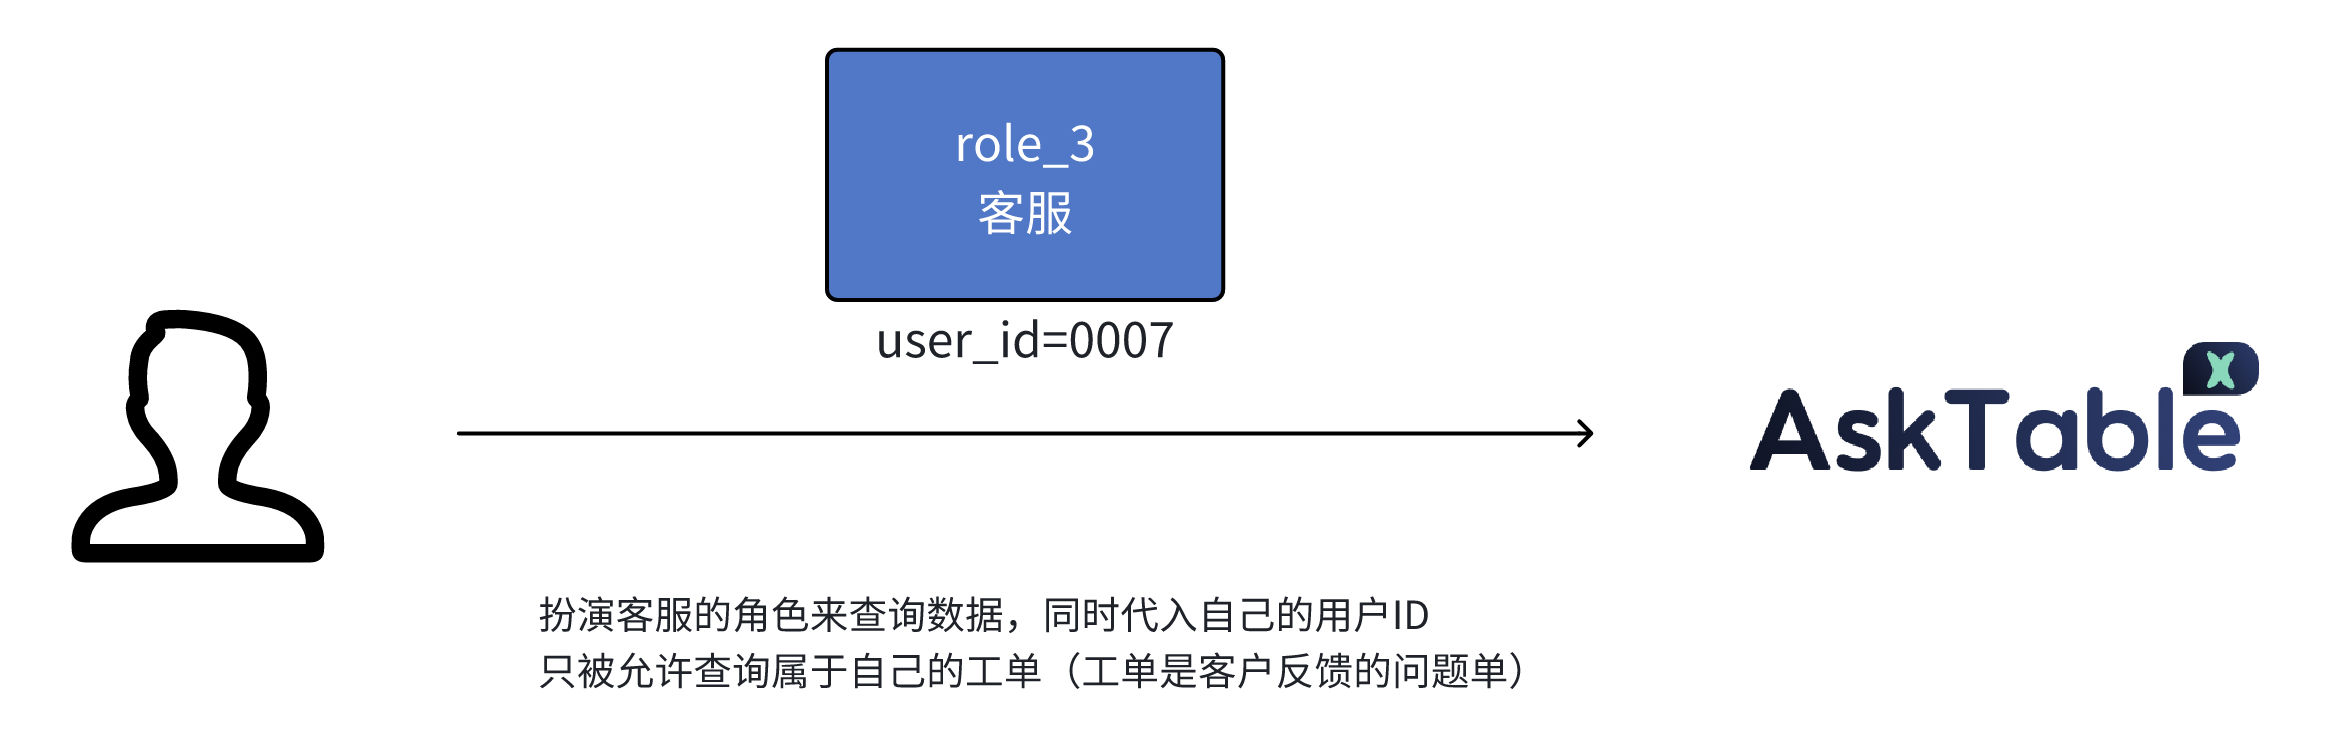 role_3
客服
user_id=0007
AskTable
扮演客服的角色来查询数据，同时代入自己的用户ID
只被允许查询属于自己的工单（工单是客户反馈的问题单）